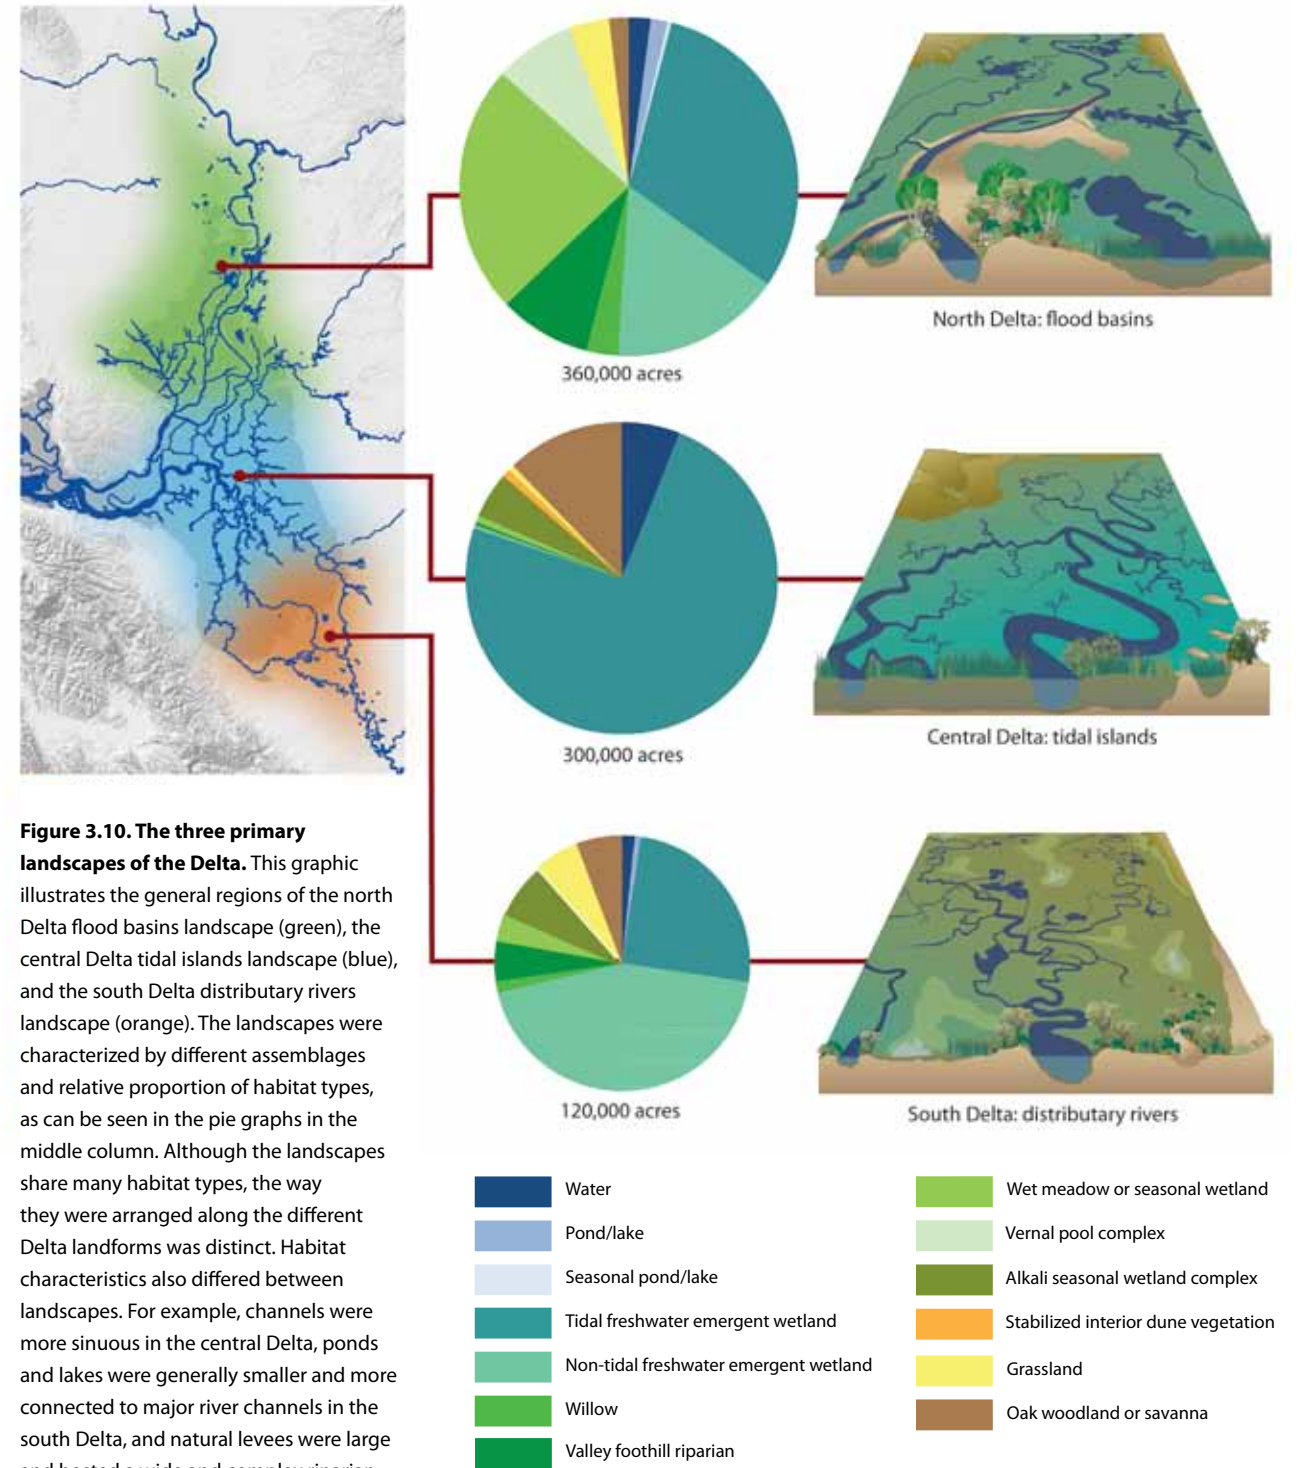 360,000 acres
North Delta: flood basins
300,000 acres
Central Delta: tidal islands
120,000 acres
South Delta: distributary rivers
Figure 3.10. The three primary
landscapes of the Delta. This graphic
illustrates the general regions of the north
Delta flood basins landscape (green), the
central Delta tidal islands landscape (blue),
and the south Delta distributary rivers
landscape (orange). The landscapes were
characterized by different assemblages
and relative proportion of habitat types,
as can be seen in the pie graphs in the
middle column. Although the landscapes
share many habitat types, the way
they were arranged along the different
Delta landforms was distinct. Habitat
characteristics also differed between
landscapes. For example, channels were
more sinuous in the central Delta, ponds
and lakes were generally smaller and more
connected to major river channels in the
south Delta, and natural levees were large
Water
Pond/lake
Seasonal pond/lake
Tidal freshwater emergent wetland
Non-tidal freshwater emergent wetland
Willow
Valley foothill riparian
Wet meadow or seasonal wetland
Vernal pool complex
Alkali seasonal wetland complex
Stabilized interior dune vegetation
Grassland
Oak woodland or savanna